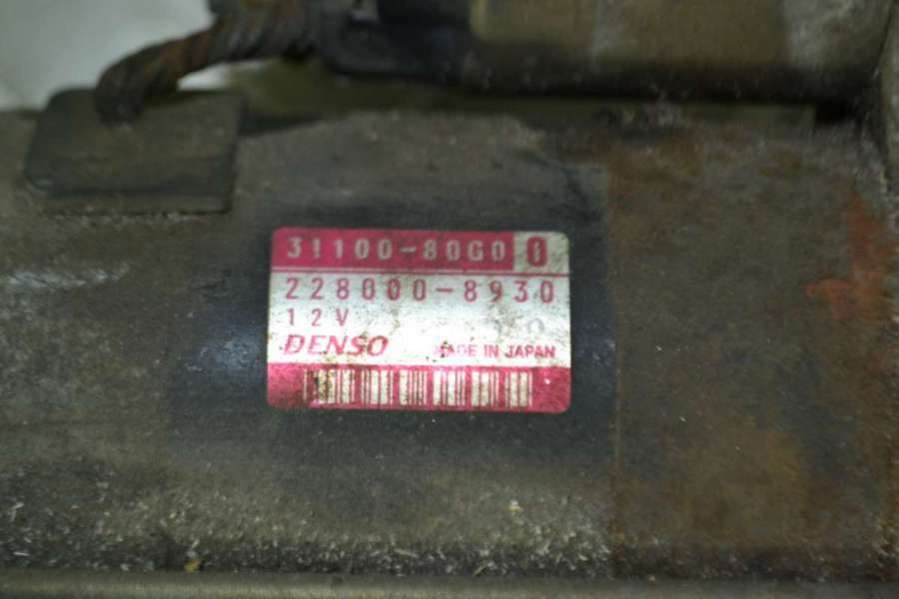 31100-80G0 0
228000-8930
12V
DENSO MADE IN JAPAN